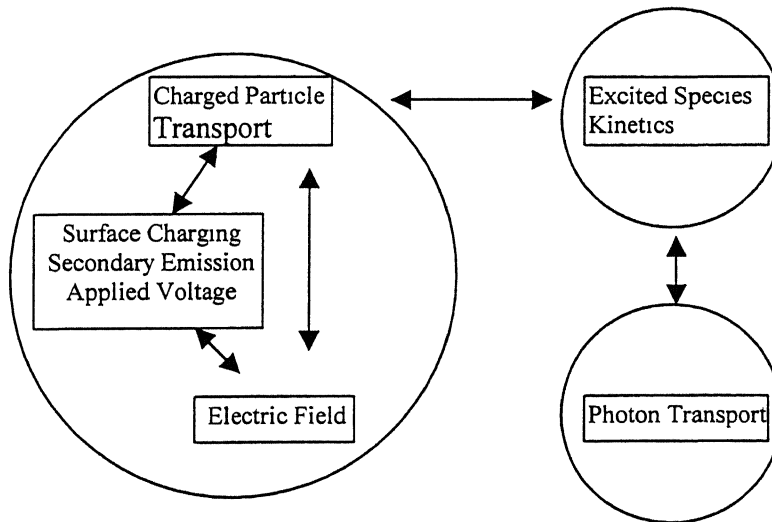 Charged Particle
Transport
Excited Species
Kinetics
Surface Charging
Secondary Emission
Applied Voltage
Electric Field
Photon Transport